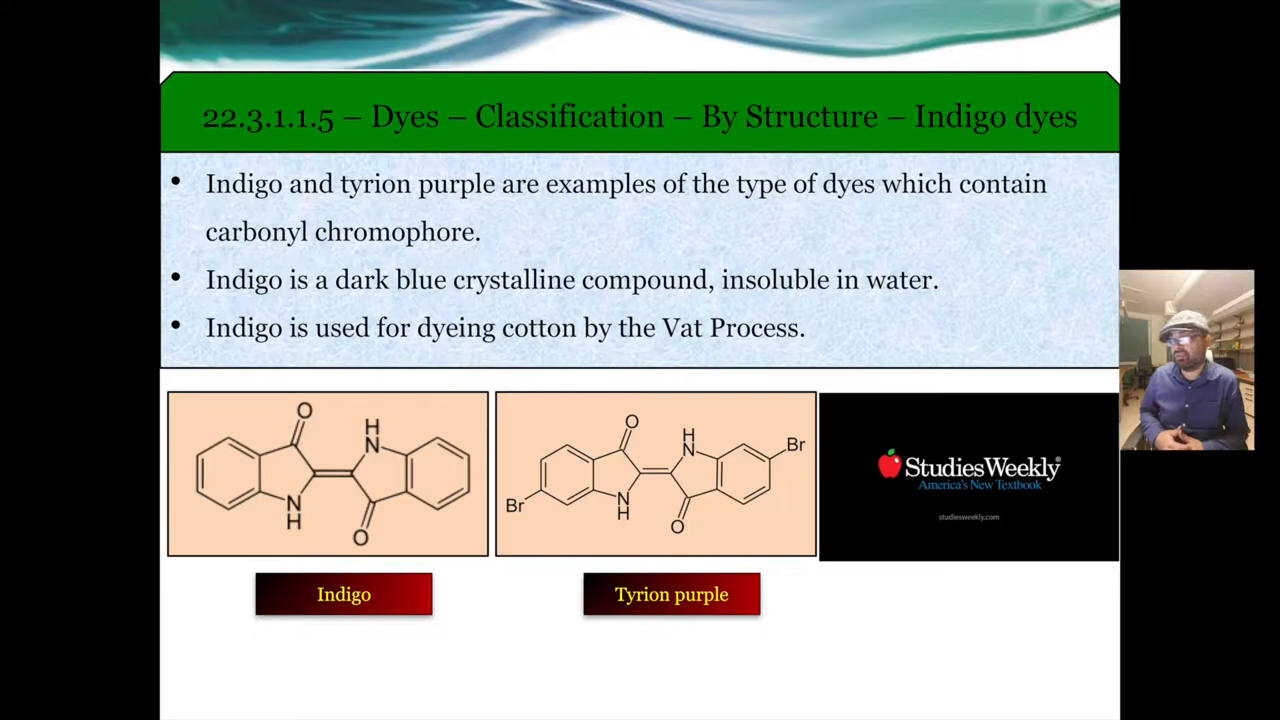 22.3.1.1.5 – Dyes – Classification – By Structure – Indigo dyes
• Indigo and tyrion purple are examples of the type of dyes which contain
carbonyl chromophore.
• Indigo is a dark blue crystalline compound, insoluble in water.
• Indigo is used for dyeing cotton by the Vat Process.
O
H
N
N
H
O
O
H
N
Br
Br
N
H
O
StudiesWeekly®
America's New Textbook
studiesweekly.com
Indigo
Tyrion purple